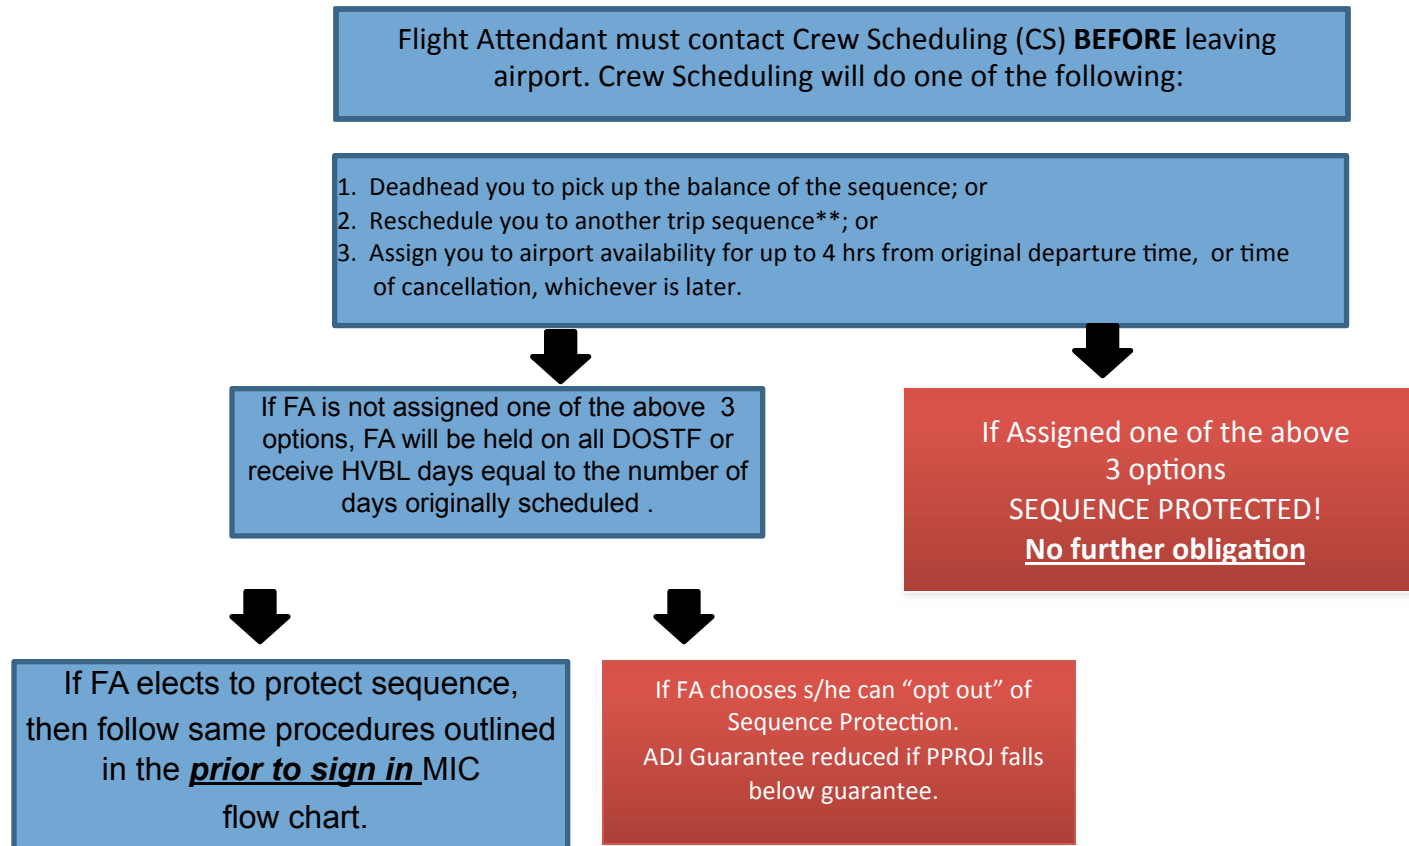 Flight Attendant must contact Crew Scheduling (CS) BEFORE leaving
airport. Crew Scheduling will do one of the following:
1. Deadhead you to pick up the balance of the sequence; or
2. Reschedule you to another trip sequence**; or
3. Assign you to airport availability for up to 4 hrs from original departure time, or time
of cancellation, whichever is later.
If FA is not assigned one of the above 3
options, FA will be held on all DOSTF or
receive HVBL days equal to the number of
days originally scheduled .
If Assigned one of the above
3 options
SEQUENCE PROTECTED!
No further obligation
If FA elects to protect sequence,
then follow same procedures outlined
in the prior to sign in MIC
flow chart.
If FA chooses s/he can “opt out” of
Sequence Protection.
ADJ Guarantee reduced if PPROJ falls
below guarantee.